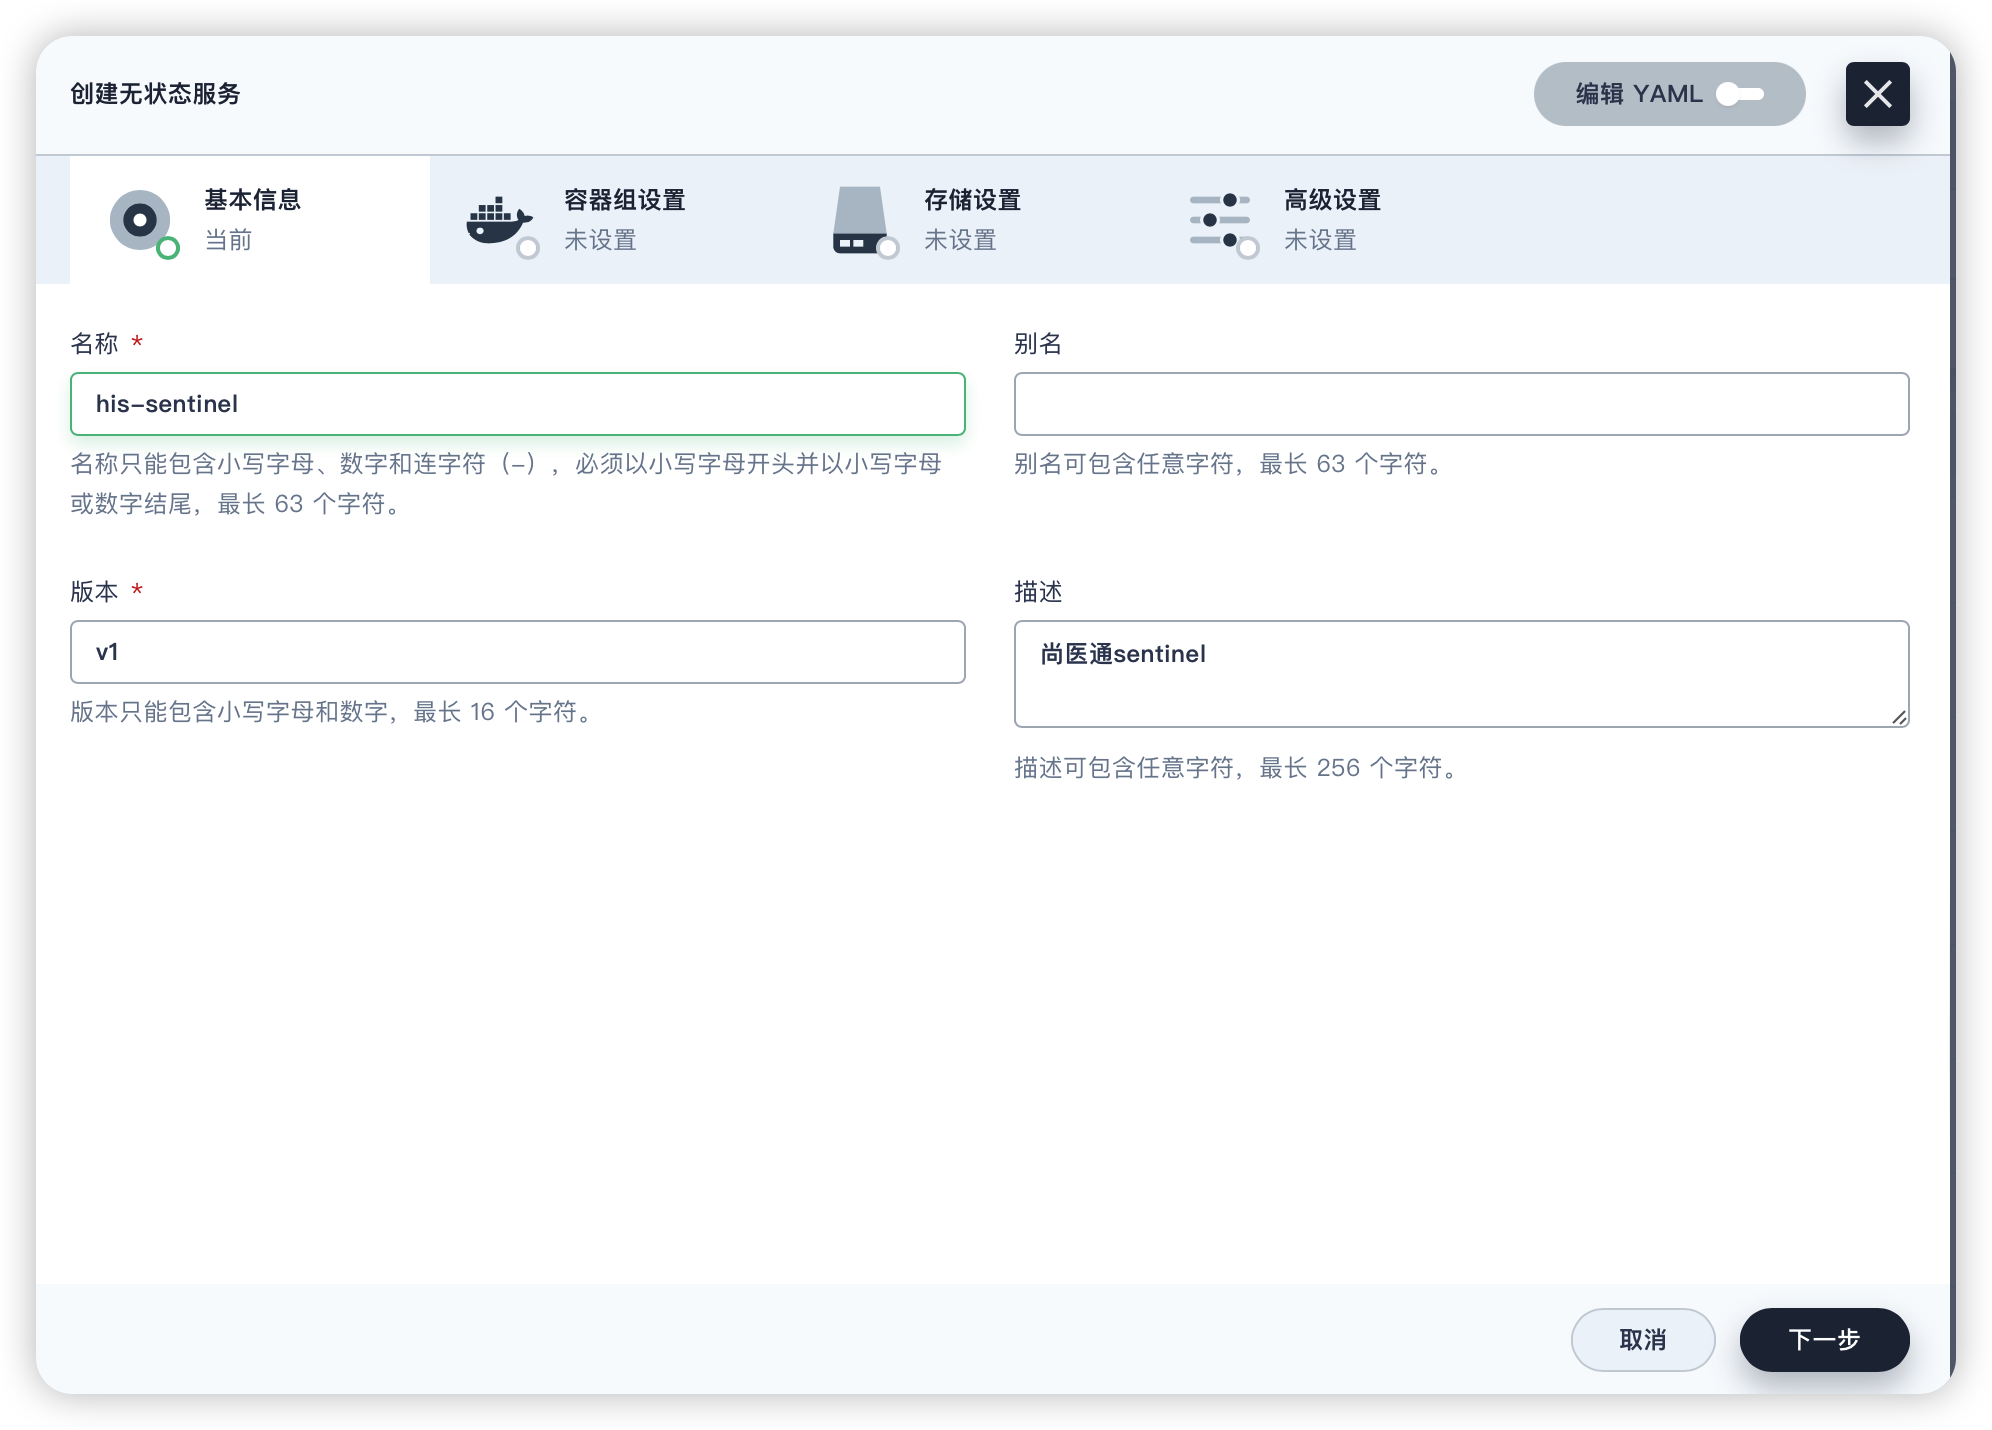 创建无状态服务
编辑 YAML
基本信息
当前
容器组设置
未设置
存储设置
未设置
高级设置
未设置
名称 *
his-sentinel
名称只能包含小写字母、数字和连字符（-），必须以小写字母开头并以小写字母
或数字结尾，最长 63 个字符。
别名
别名可包含任意字符，最长 63 个字符。
版本 *
v1
版本只能包含小写字母和数字，最长 16 个字符。
描述
尚医通sentinel
描述可包含任意字符，最长 256 个字符。
取消
下一步